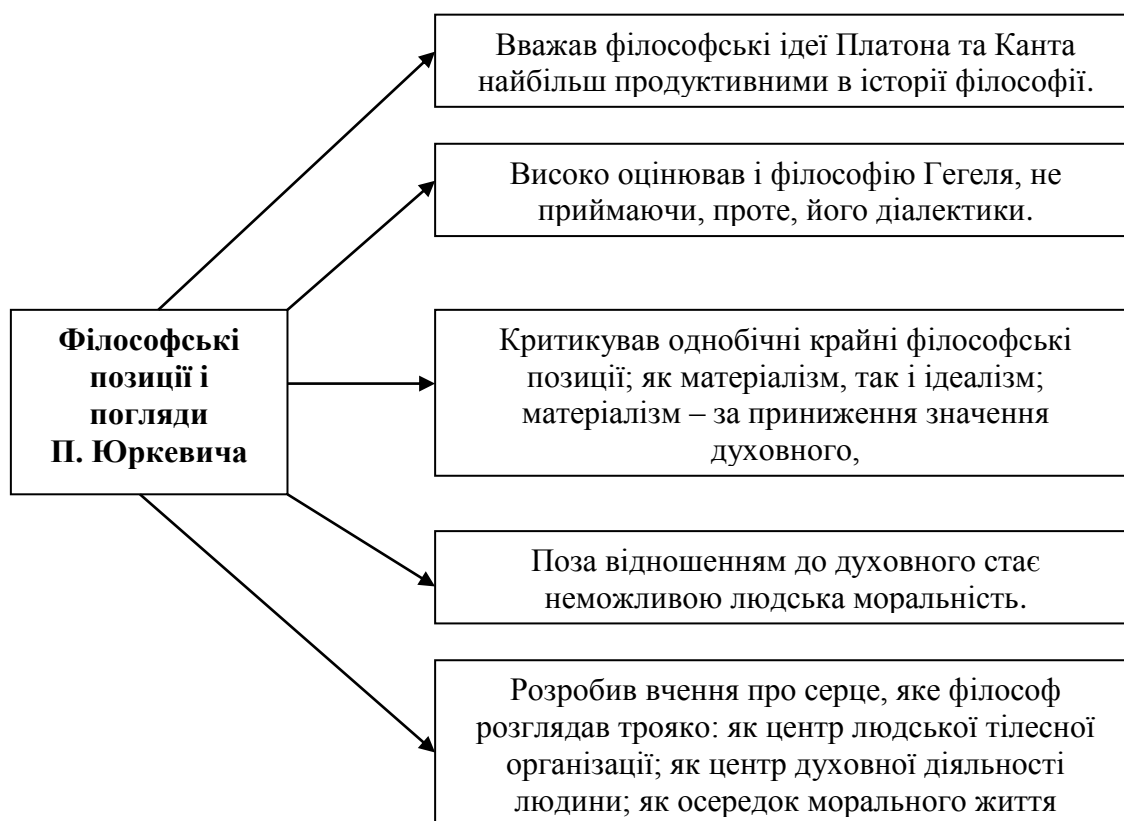 Вважав філософські ідеї Платона та Канта
найбільш продуктивними в історії філософії.
Високо оцінював і філософію Гегеля, не
приймаючи, проте, його діалектики.
Філософські
позиції і
погляди
П. Юркевича
Критикував однобічні крайні філософські
позиції; як матеріалізм, так і ідеалізм;
матеріалізм – за приниження значення
духовного,
Поза відношенням до духовного стає
неможливою людська моральність.
Розробив вчення про серце, яке філософ
розглядав трояко: як центр людської тілесної
організації; як центр духовної діяльності
людини; як осередок морального життя